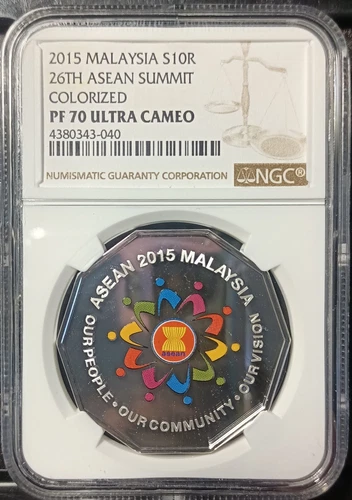 2015 MALAYSIA S10R
26TH ASEAN SUMMIT
COLORIZED
PF 70 ULTRA CAMEO
4380343-040
NUMISMATIC GUARANTY CORPORATION
NGC®
ASEAN 2015 MALAYSIA
asean
OUR PEOPLE • OUR COMMUNITY • OUR VISION